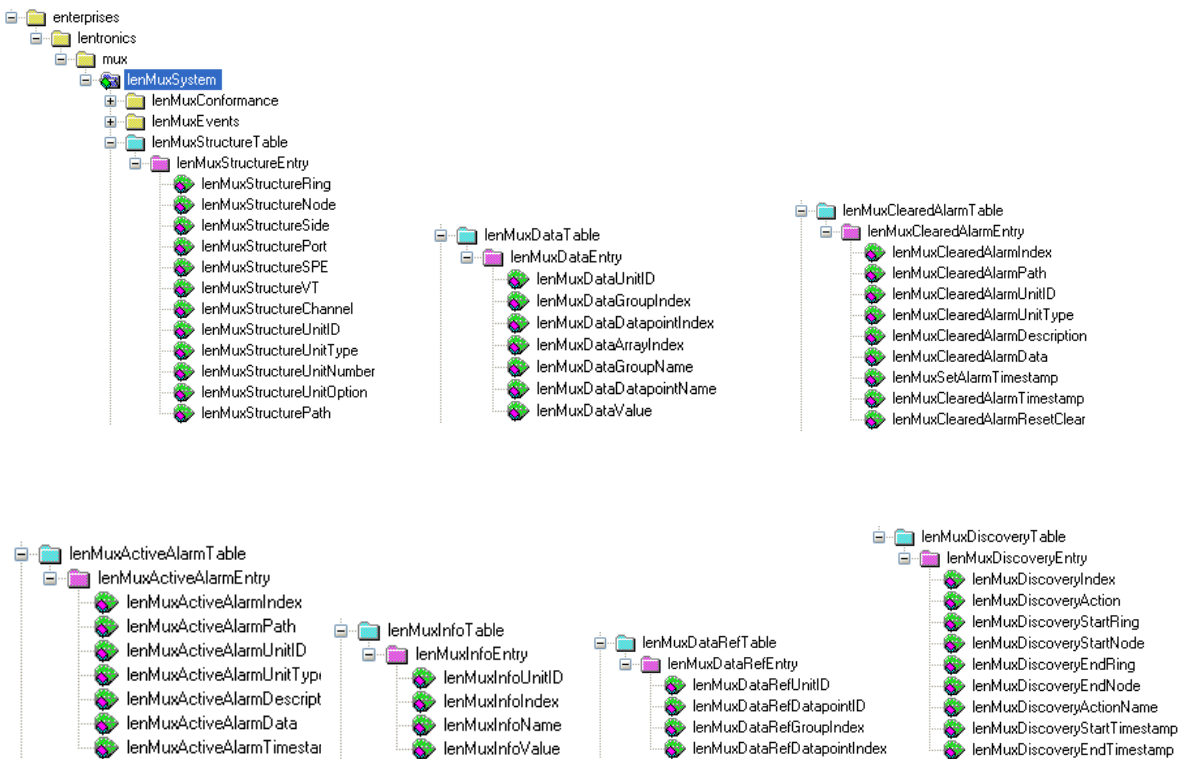 enterprises
lentronics
mux
lenMuxSystem
lenMuxConformance
lenMuxEvents
lenMuxStructureTable
lenMuxStructureEntry
lenMuxStructureRing
lenMuxStructureNode
lenMuxStructureSide
lenMuxStructurePort
lenMuxStructureSPE
lenMuxStructureVT
lenMuxStructureChannel
lenMuxStructureUnitID
lenMuxStructureUnitType
lenMuxStructureUnitNumber
lenMuxStructureUnitOption
lenMuxStructurePath
lenMuxDataTable
lenMuxDataEntry
lenMuxDataUnitID
lenMuxDataGroupIndex
lenMuxDataDatapointIndex
lenMuxDataArrayIndex
lenMuxDataGroupName
lenMuxDataDatapointName
lenMuxDataValue
lenMuxClearedAlarmTable
lenMuxClearedAlarmEntry
lenMuxClearedAlarmIndex
lenMuxClearedAlarmPath
lenMuxClearedAlarmUnitID
lenMuxClearedAlarmUnitType
lenMuxClearedAlarmDescription
lenMuxClearedAlarmData
lenMuxSetAlarmTimestamp
lenMuxClearedAlarmTimestamp
lenMuxClearedAlarmResetClear
lenMuxActiveAlarmTable
lenMuxActiveAlarmEntry
lenMuxActiveAlarmIndex
lenMuxActiveAlarmPath
lenMuxActiveAlarmUnitID
lenMuxActiveAlarmUnitTyp
lenMuxActiveAlarmDescript
lenMuxActiveAlarmData
lenMuxActiveAlarmTimesta
lenMuxInfoTable
lenMuxInfoEntry
lenMuxInfoUnitID
lenMuxInfoIndex
lenMuxInfoName
lenMuxInfoValue
lenMuxDataRefTable
lenMuxDataRefEntry
lenMuxDataRefUnitID
lenMuxDataRefDatapointID
lenMuxDataRefGroupIndex
lenMuxDataRefDatapointIndex
lenMuxDiscoveryTable
lenMuxDiscoveryEntry
lenMuxDiscoveryIndex
lenMuxDiscoveryAction
lenMuxDiscoveryStartRing
lenMuxDiscoveryStartNode
lenMuxDiscoveryEndRing
lenMuxDiscoveryEndNode
lenMuxDiscoveryActionName
lenMuxDiscoveryStartTimestamp
lenMuxDiscoveryEndTimestamp